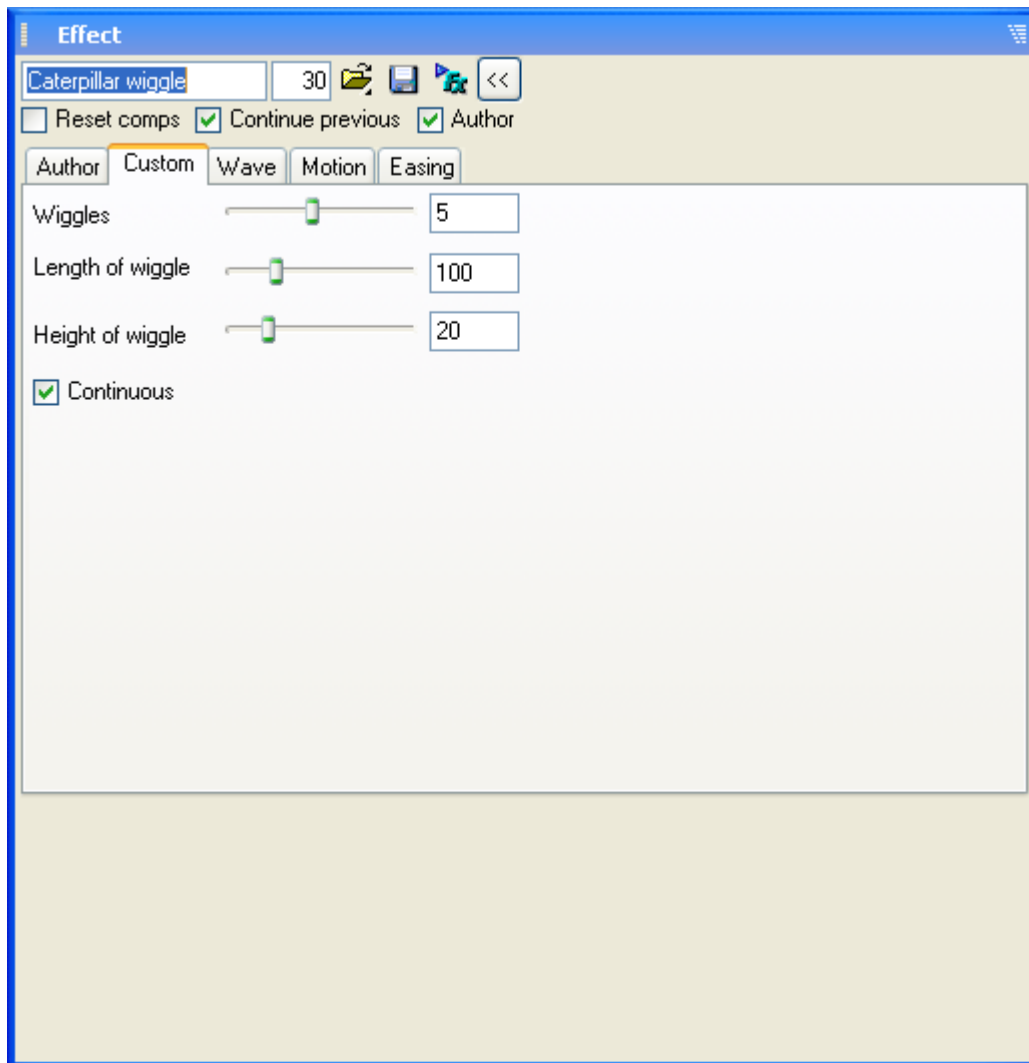 Effect
Caterpillar wiggle 30 Fx <<
Reset comps Continue previous Author
Author Custom Wave Motion Easing
Wiggles 5
Length of wiggle 100
Height of wiggle 20
Continuous